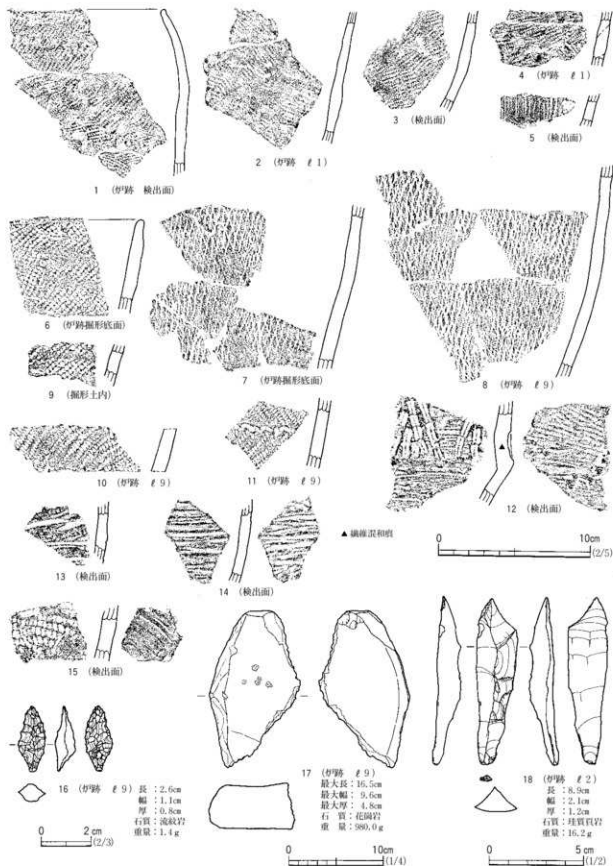 1 (炉跡 検出面)
2 (炉跡 ℓ1)
3 (検出面)
4 (炉跡 ℓ1)
5 (検出面)
6 (炉跡掘形底面)
7 (炉跡掘形底面)
8 (炉跡 ℓ9)
9 (掘形土内)
10 (炉跡 ℓ9)
11 (炉跡 ℓ9)
12 (検出面)
13 (検出面)
14 (検出面)
▲ 繊維混和痕
0 10cm
(2/5)
15 (検出面)
16 (炉跡 ℓ9)
長 : 2.6cm
幅 : 1.1cm
厚 : 0.8cm
石質 : 流紋岩
重量 : 1.4g
0 2cm
(2/3)
17 (炉跡 ℓ9)
最大長 : 16.5cm
最大幅 : 9.6cm
最大厚 : 4.8cm
石 質 : 花崗岩
重 量 : 980.0g
0 10cm
(1/4)
18 (炉跡 ℓ2)
長 : 8.9cm
幅 : 2.1cm
厚 : 1.2cm
石質 : 珪質頁岩
重量 : 16.2g
0 5cm
(1/2)